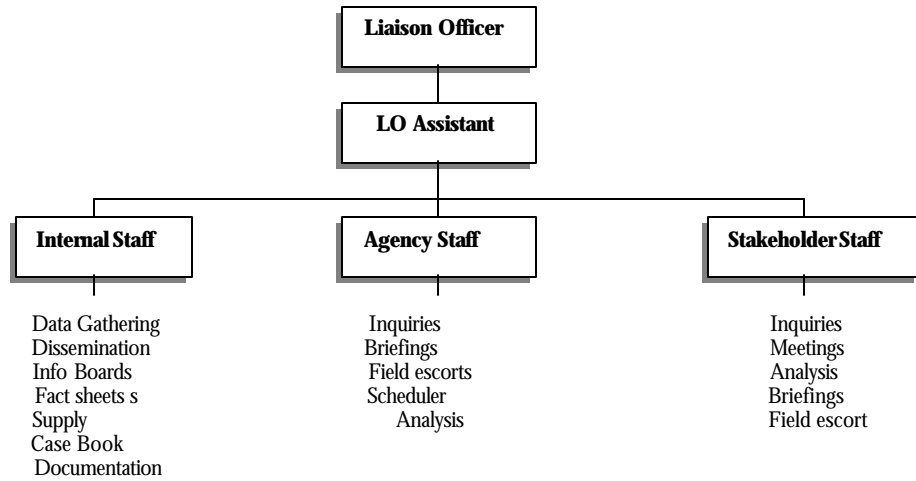 Liaison Officer
LO Assistant
Internal Staff
Agency Staff
Stakeholder Staff
Data Gathering
Dissemination
Info Boards
Fact sheets s
Supply
Case Book
Documentation
Inquiries
Briefings
Field escorts
Scheduler
Analysis
Inquiries
Meetings
Analysis
Briefings
Field escort